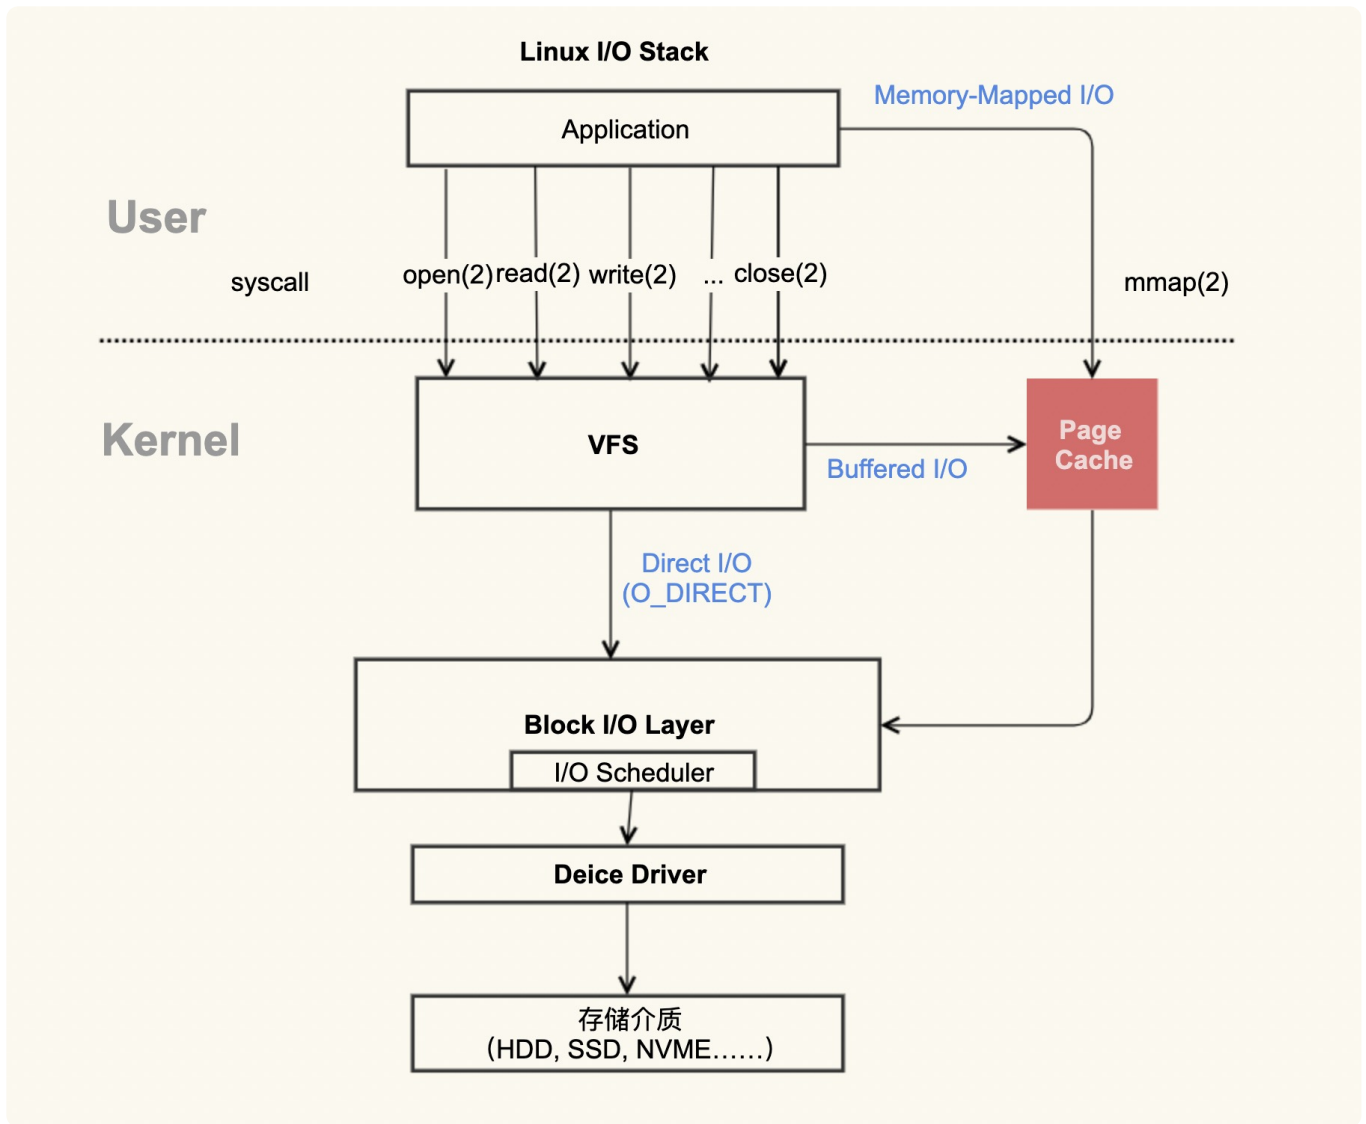 Linux I/O Stack
Memory-Mapped I/O
Application
User
syscall
open(2)
read(2)
write(2)
...
close(2)
mmap(2)
Kernel
VFS
Buffered I/O
Page
Cache
Direct I/O
(O_DIRECT)
Block I/O Layer
I/O Scheduler
Deice Driver
存储介质
(HDD, SSD, NVME……)